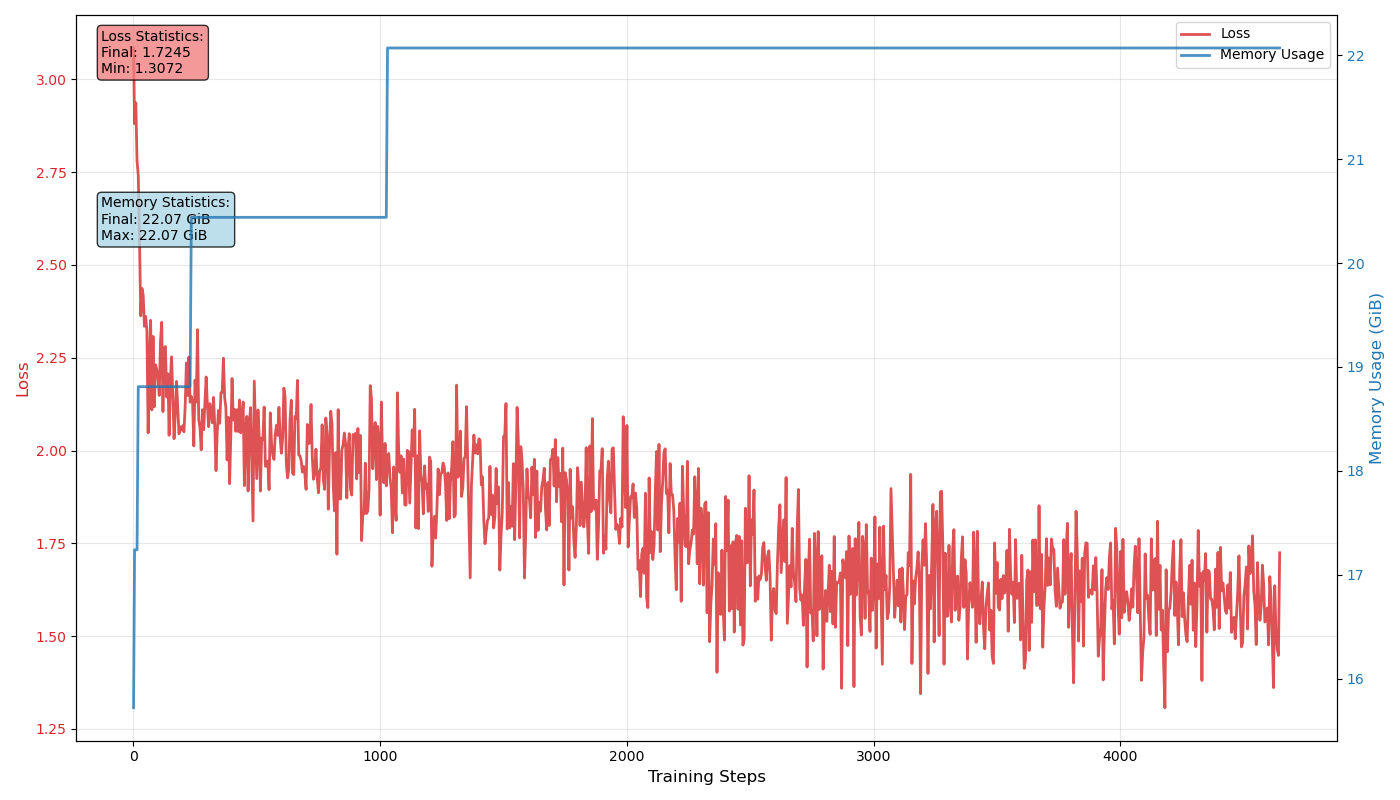 Loss Statistics:
Final: 1.7245
Min: 1.3072
Memory Statistics:
Final: 22.07 GiB
Max: 22.07 GiB
Loss
Memory Usage
3.00
2.75
2.50
2.25
2.00
1.75
1.50
1.25
Loss
22
21
20
19
18
17
16
Memory Usage (GiB)
0
1000
2000
3000
4000
Training Steps